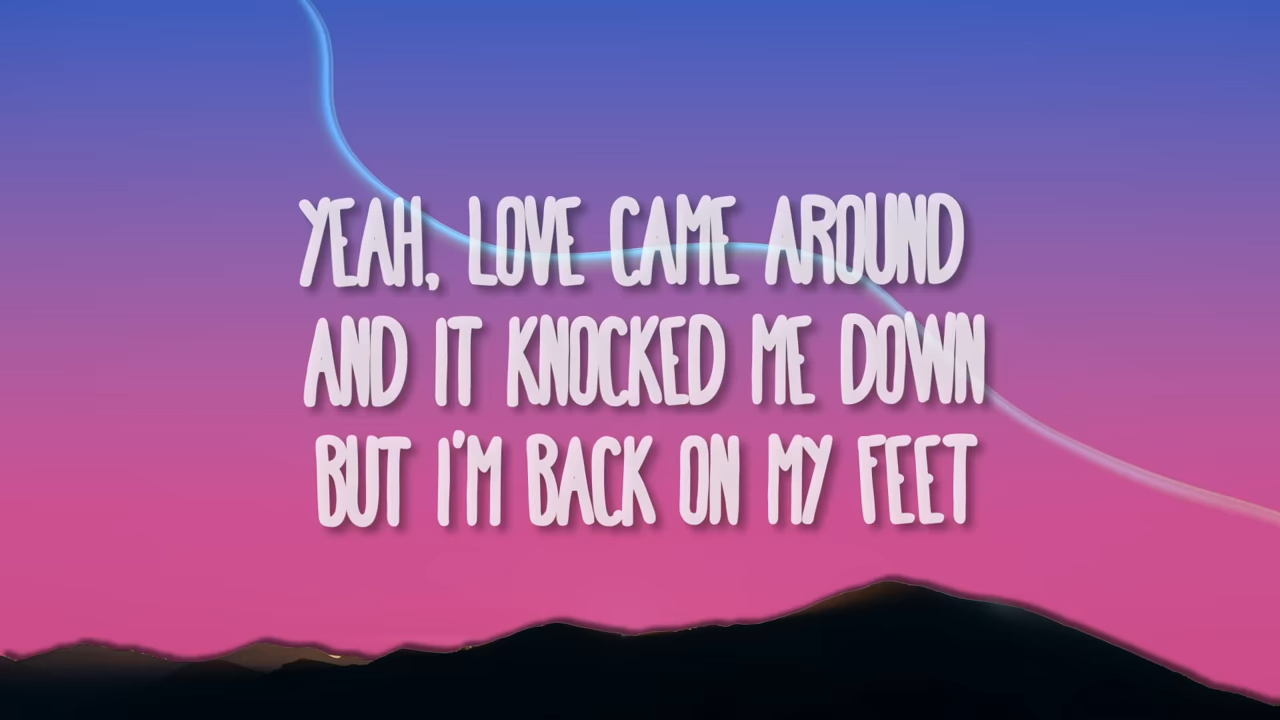 YEAH, LOVE CAME AROUND
AND IT KNOCKED ME DOWN
BUT I'M BACK ON MY FEET